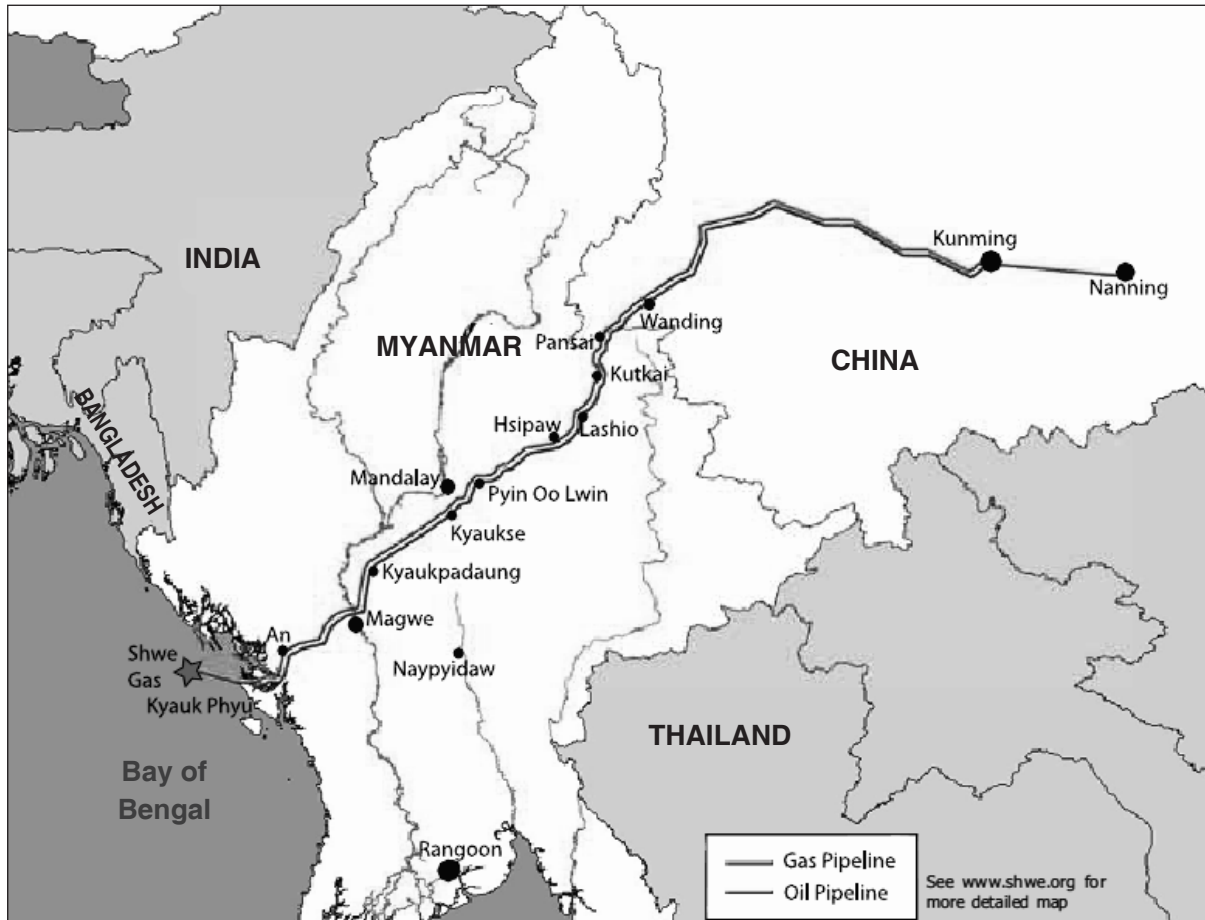 Kunming
Nanning
INDIA
Wanding
MYANMAR
Pansai
CHINA
Kutkai
BANGLADESH
Hsipaw
Lashio
Mandalay
Pyin Oo Lwin
Kyaukse
Kyaukpadaung
Magwe
An
Shwe
Gas
Naypyidaw
Kyauk Phyu
THAILAND
Bay of
Bengal
Rangoon
Gas Pipeline
Oil Pipeline
See www.shwe.org for
more detailed map